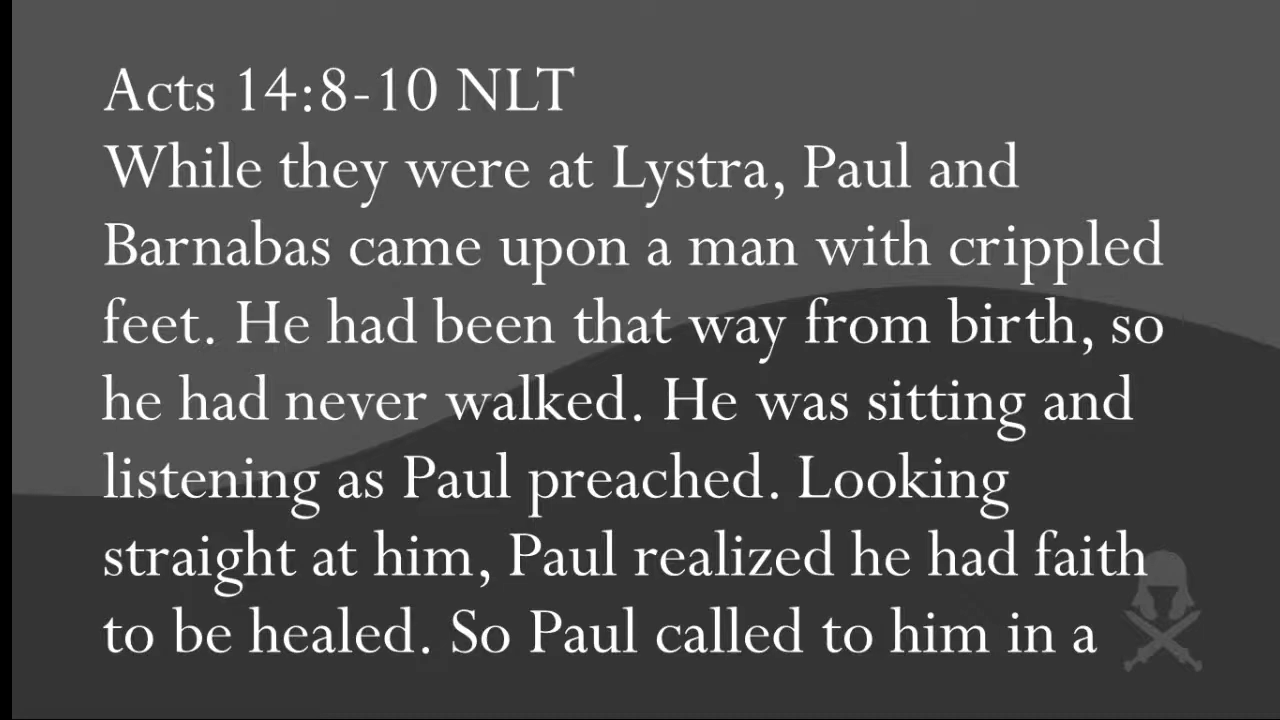 Acts 14:8-10 NLT
While they were at Lystra, Paul and
Barnabas came upon a man with crippled
feet. He had been that way from birth, so
he had never walked. He was sitting and
listening as Paul preached. Looking
straight at him, Paul realized he had faith
to be healed. So Paul called to him in a